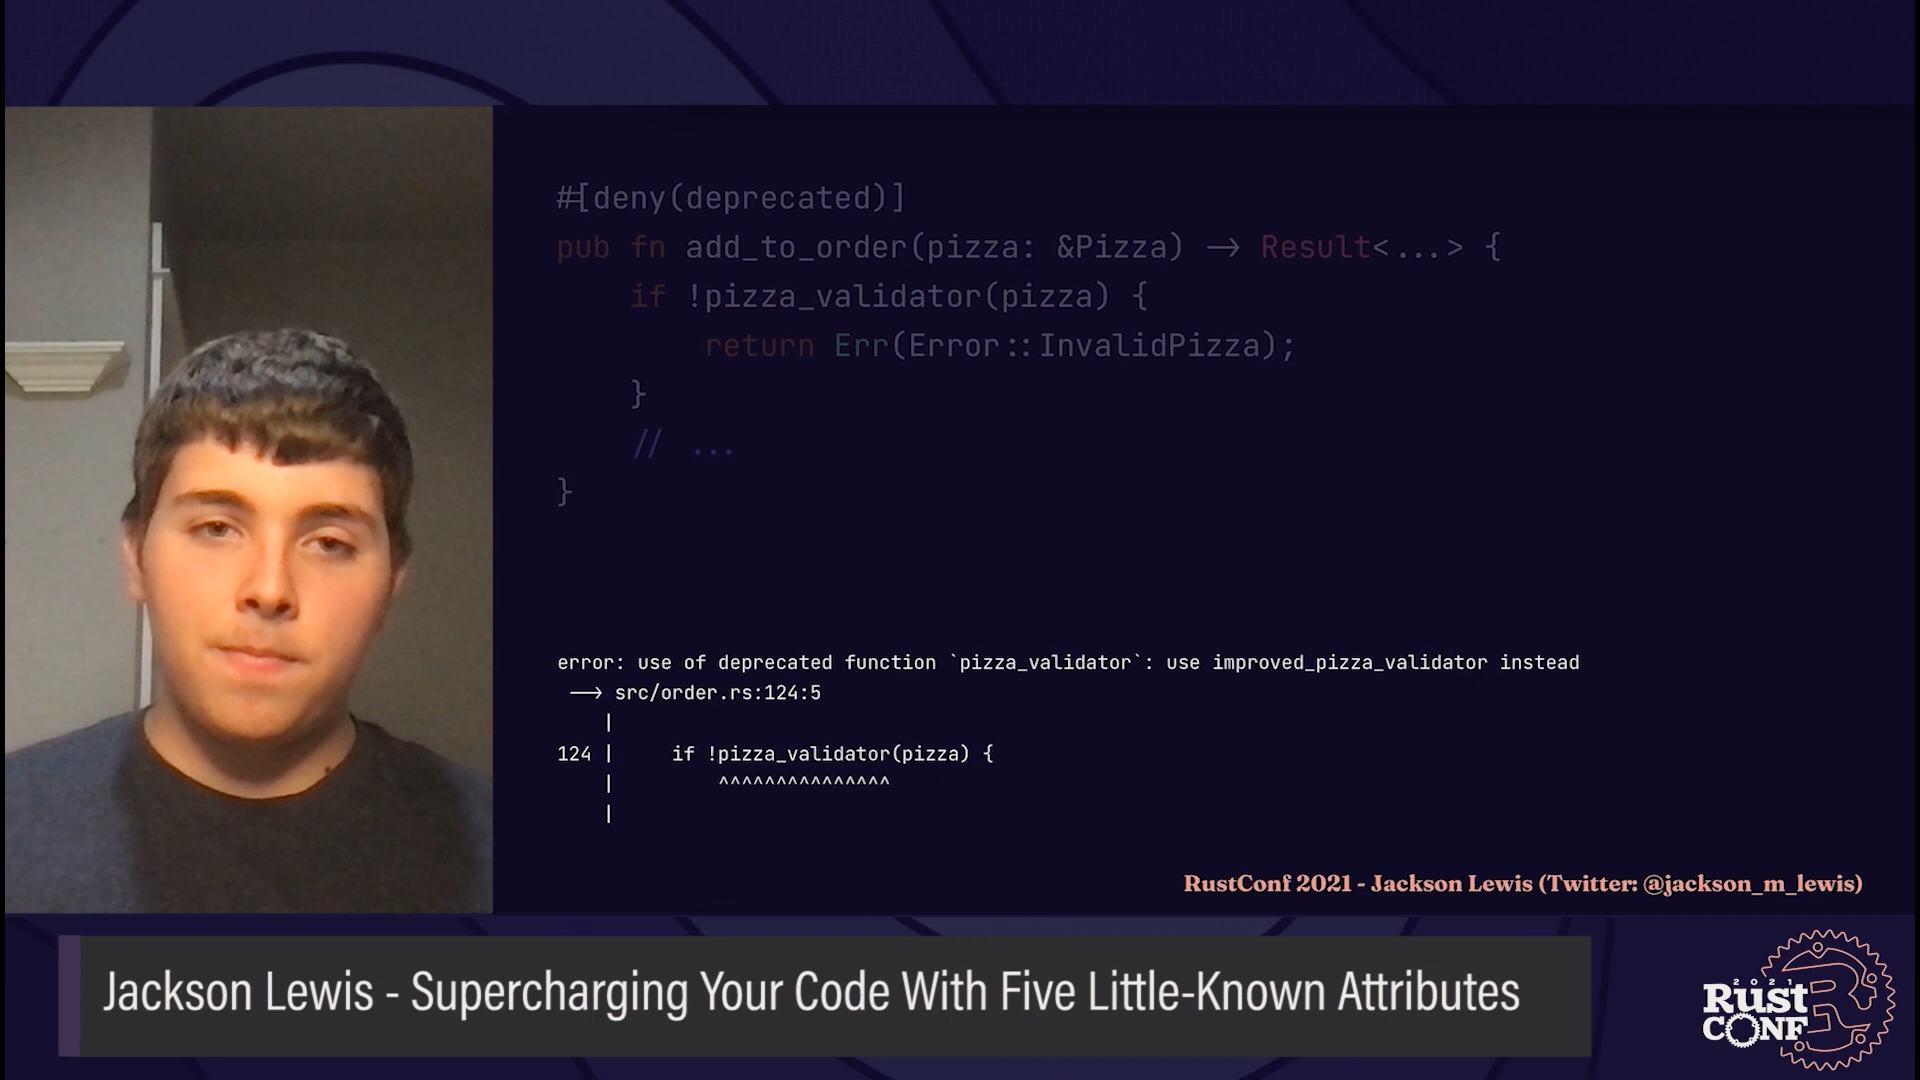 #[deny(deprecated)]
pub fn add_to_order(pizza: &Pizza) -> Result<...> {
    if !pizza_validator(pizza) {
        return Err(Error::InvalidPizza);
    }
    // ...
}
error: use of deprecated function `pizza_validator`: use improved_pizza_validator instead
 --> src/order.rs:124:5
    |
124 |     if !pizza_validator(pizza) {
    |         ^^^^^^^^^^^^^^^
    |
RustConf 2021 - Jackson Lewis (Twitter: @jackson_m_lewis)
Jackson Lewis - Supercharging Your Code With Five Little-Known Attributes
2021
Rust
CONF
R